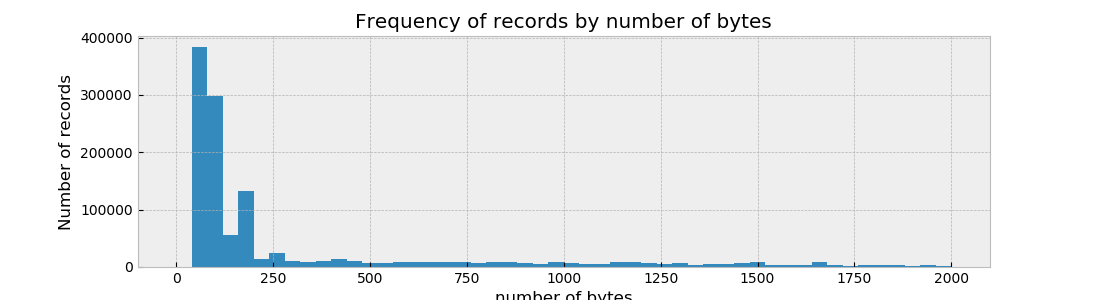 Frequency of records by number of bytes
Number of records
400000
300000
200000
100000
0
0 250 500 750 1000 1250 1500 1750 2000
number of bytes